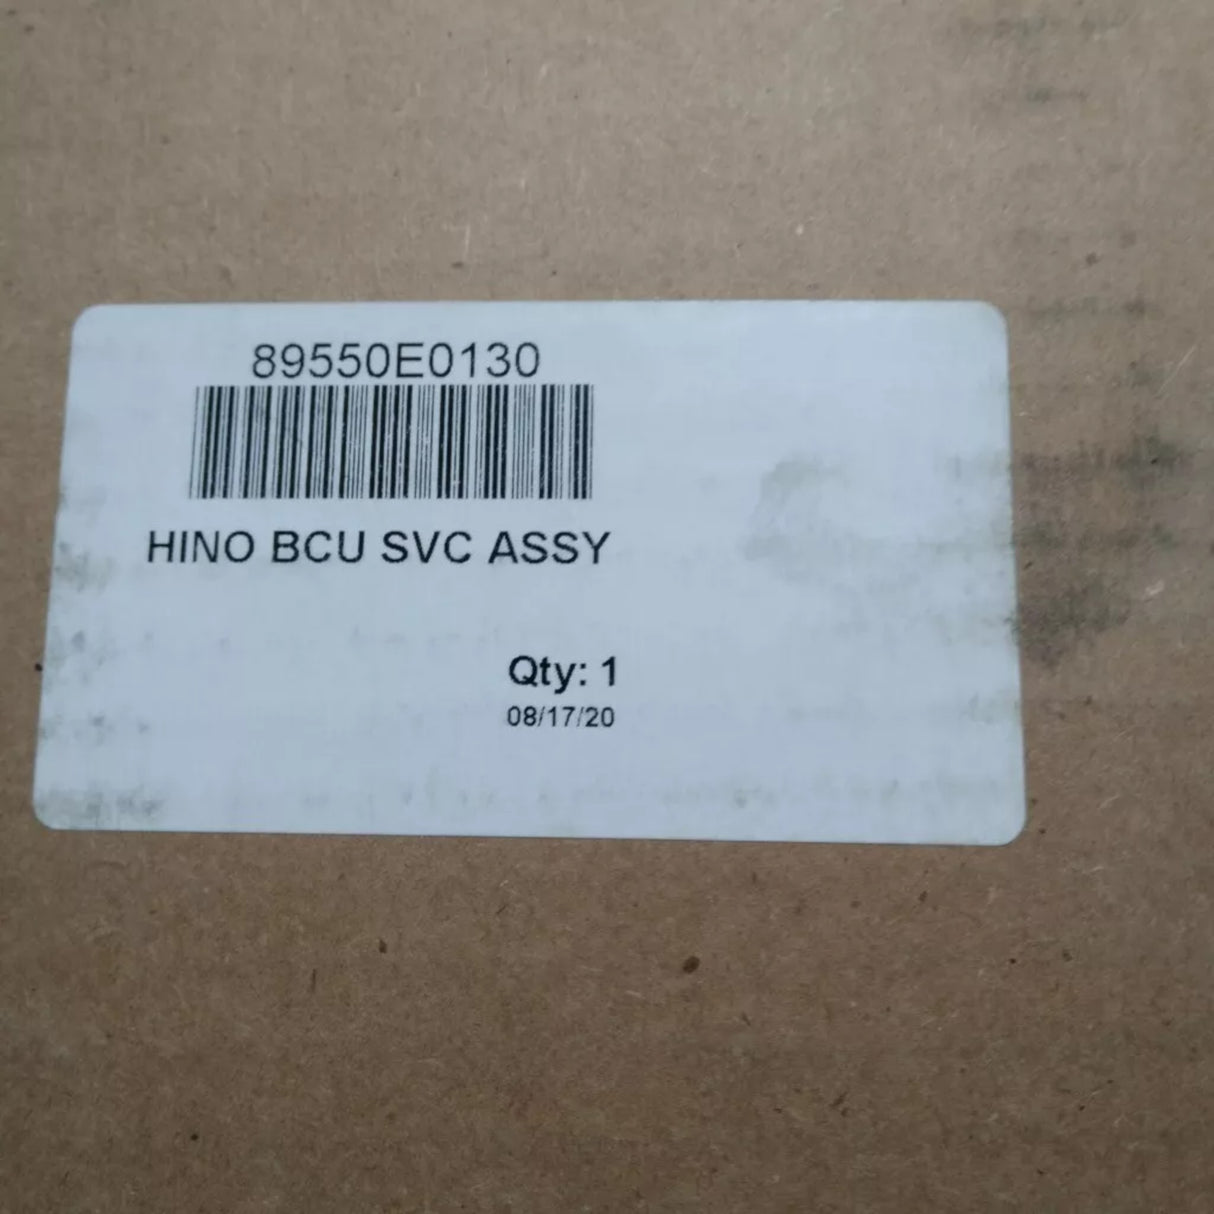 89550E0130
HINO BCU SVC ASSY
Qty: 1
08/17/20